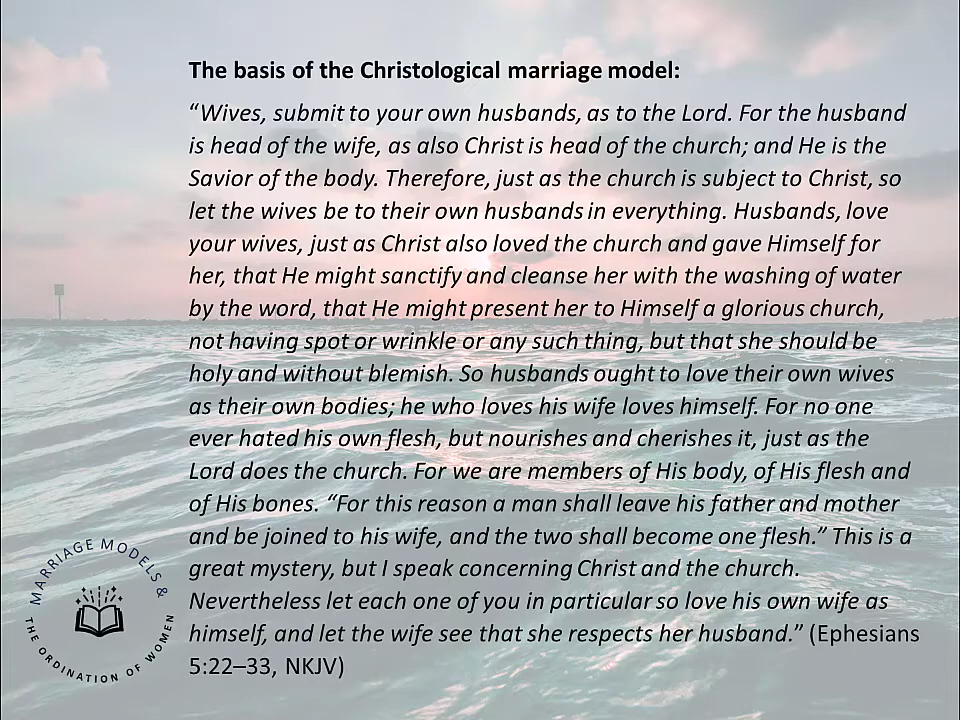 The basis of the Christological marriage model:
“Wives, submit to your own husbands, as to the Lord. For the husband
is head of the wife, as also Christ is head of the church; and He is the
Savior of the body. Therefore, just as the church is subject to Christ, so
let the wives be to their own husbands in everything. Husbands, love
your wives, just as Christ also loved the church and gave Himself for
her, that He might sanctify and cleanse her with the washing of water
by the word, that He might present her to Himself a glorious church,
not having spot or wrinkle or any such thing, but that she should be
holy and without blemish. So husbands ought to love their own wives
as their own bodies; he who loves his wife loves himself. For no one
ever hated his own flesh, but nourishes and cherishes it, just as the
Lord does the church. For we are members of His body, of His flesh and
of His bones. “For this reason a man shall leave his father and mother
and be joined to his wife, and the two shall become one flesh.” This is a
great mystery, but I speak concerning Christ and the church.
Nevertheless let each one of you in particular so love his own wife as
himself, and let the wife see that she respects her husband.” (Ephesians
5:22–33, NKJV)
MARRIAGE MODELS &
THE ORDINATION OF WOMEN